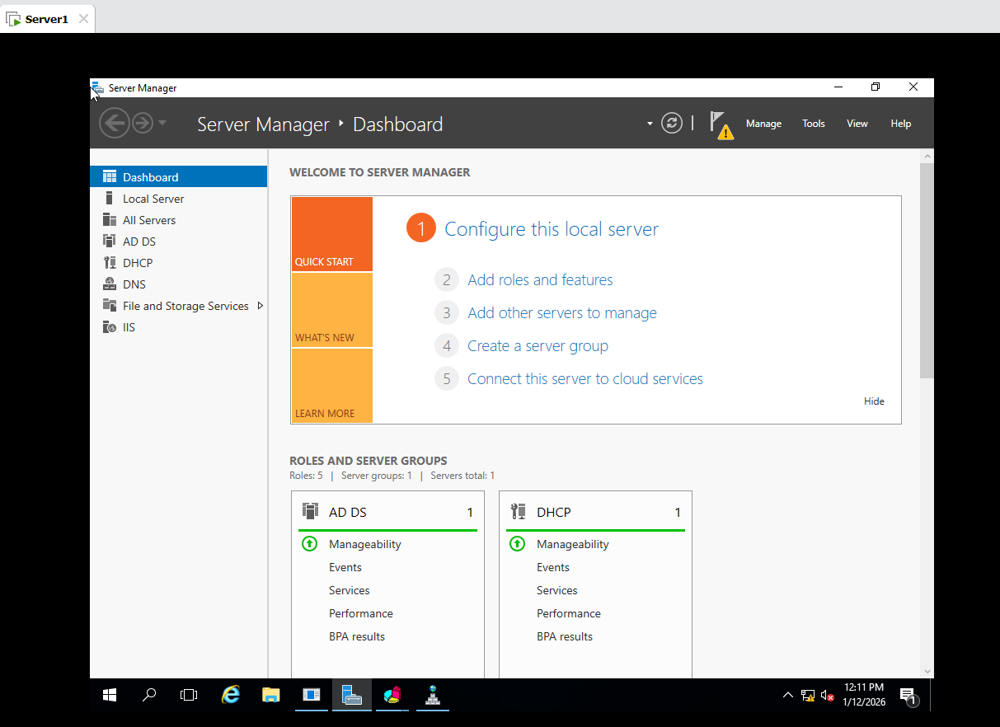 Server1
Server Manager
Server Manager Dashboard
Manage Tools View Help
Dashboard
Local Server
All Servers
AD DS
DHCP
DNS
File and Storage Services
IIS
WELCOME TO SERVER MANAGER
QUICK START
WHAT'S NEW
LEARN MORE
1 Configure this local server
2 Add roles and features
3 Add other servers to manage
4 Create a server group
5 Connect this server to cloud services
Hide
ROLES AND SERVER GROUPS
Roles: 5 | Server groups: 1 | Servers total: 1
AD DS 1
Manageability
Events
Services
Performance
BPA results
DHCP 1
Manageability
Events
Services
Performance
BPA results
12:11 PM
1/12/2026
1